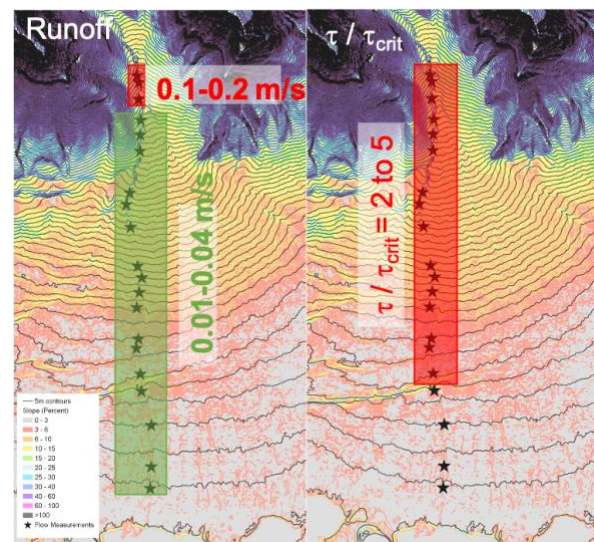 Runoff
0.1-0.2 m/s
0.01-0.04 m/s
5m contours
Slope (Percent)
0 - 3
3 - 6
6 - 10
10 - 15
15 - 20
20 - 25
25 - 30
30 - 40
40 - 60
60 - 100
>100
Flow Measurements
τ / τcrit
τ / τcrit = 2 to 5